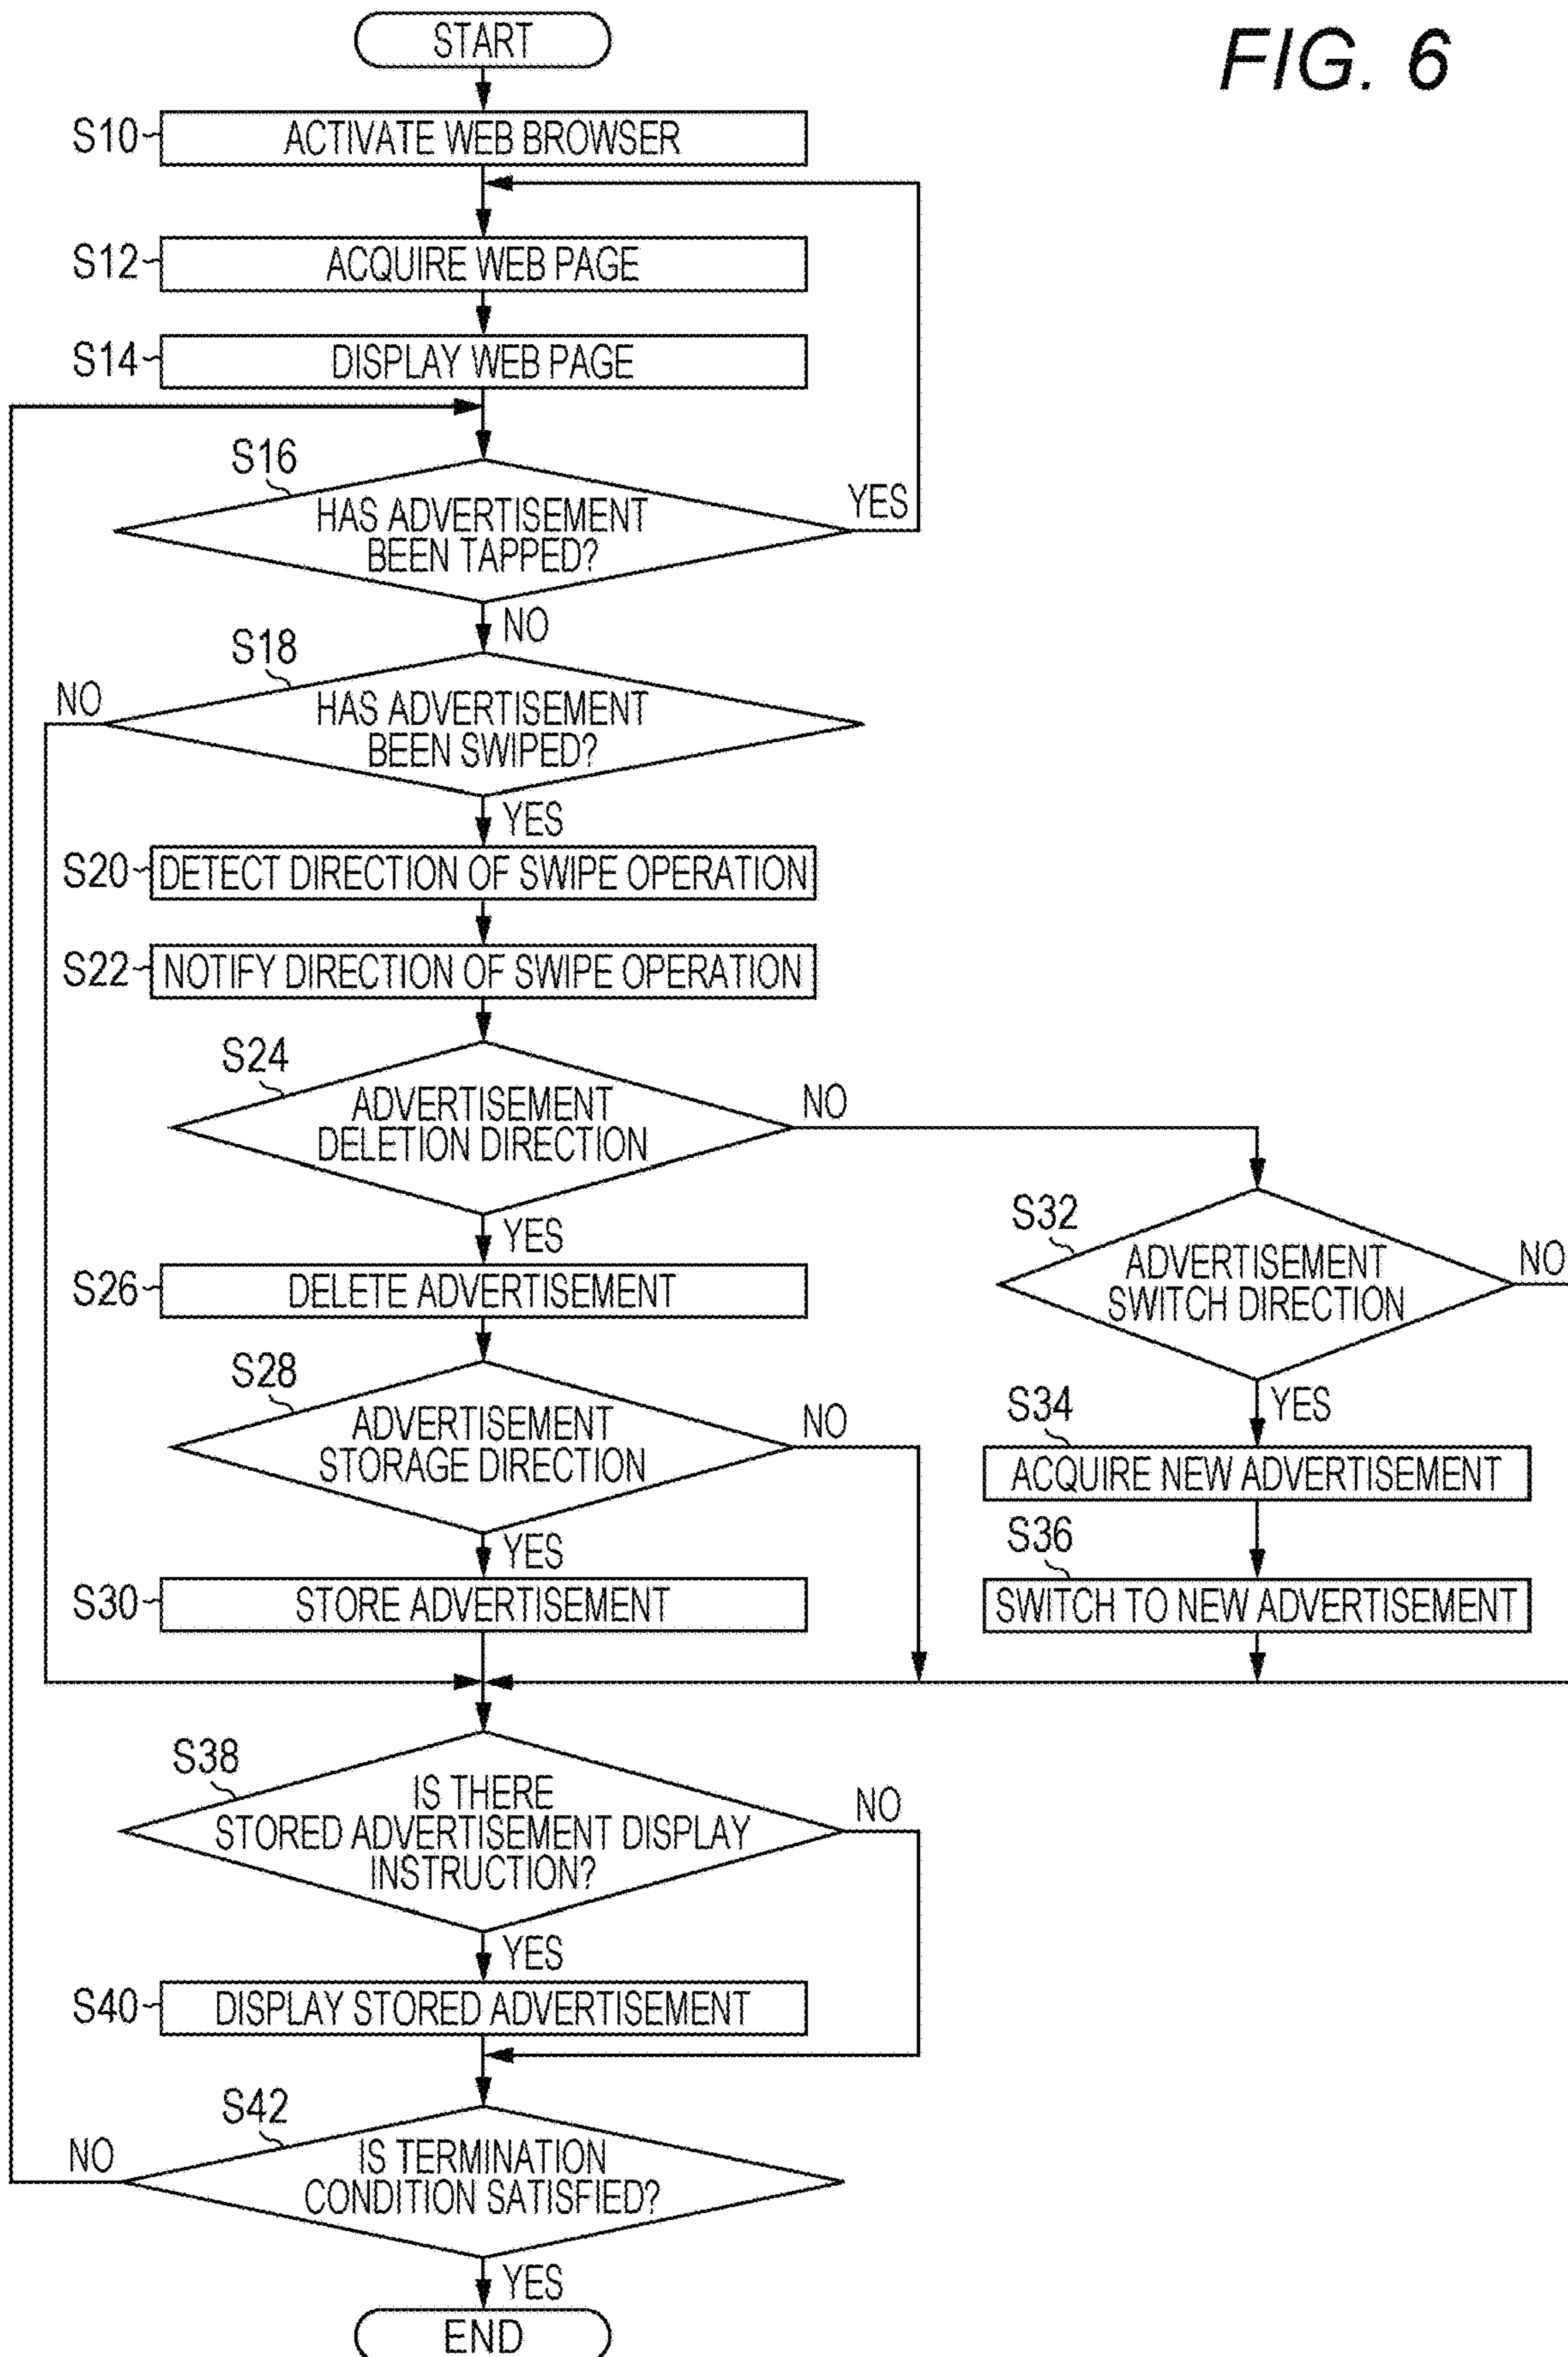 FIG. 6
START
S10
ACTIVATE WEB BROWSER
S12
ACQUIRE WEB PAGE
S14
DISPLAY WEB PAGE
S16
HAS ADVERTISEMENT
BEEN TAPPED?
YES
NO
S18
HAS ADVERTISEMENT
BEEN SWIPED?
NO
YES
S20
DETECT DIRECTION OF SWIPE OPERATION
S22
NOTIFY DIRECTION OF SWIPE OPERATION
S24
ADVERTISEMENT
DELETION DIRECTION
NO
YES
S26
DELETE ADVERTISEMENT
S28
ADVERTISEMENT
STORAGE DIRECTION
NO
YES
S30
STORE ADVERTISEMENT
S32
ADVERTISEMENT
SWITCH DIRECTION
NO
YES
S34
ACQUIRE NEW ADVERTISEMENT
S36
SWITCH TO NEW ADVERTISEMENT
S38
IS THERE
STORED ADVERTISEMENT DISPLAY
INSTRUCTION?
NO
YES
S40
DISPLAY STORED ADVERTISEMENT
S42
IS TERMINATION
CONDITION SATISFIED?
NO
YES
END